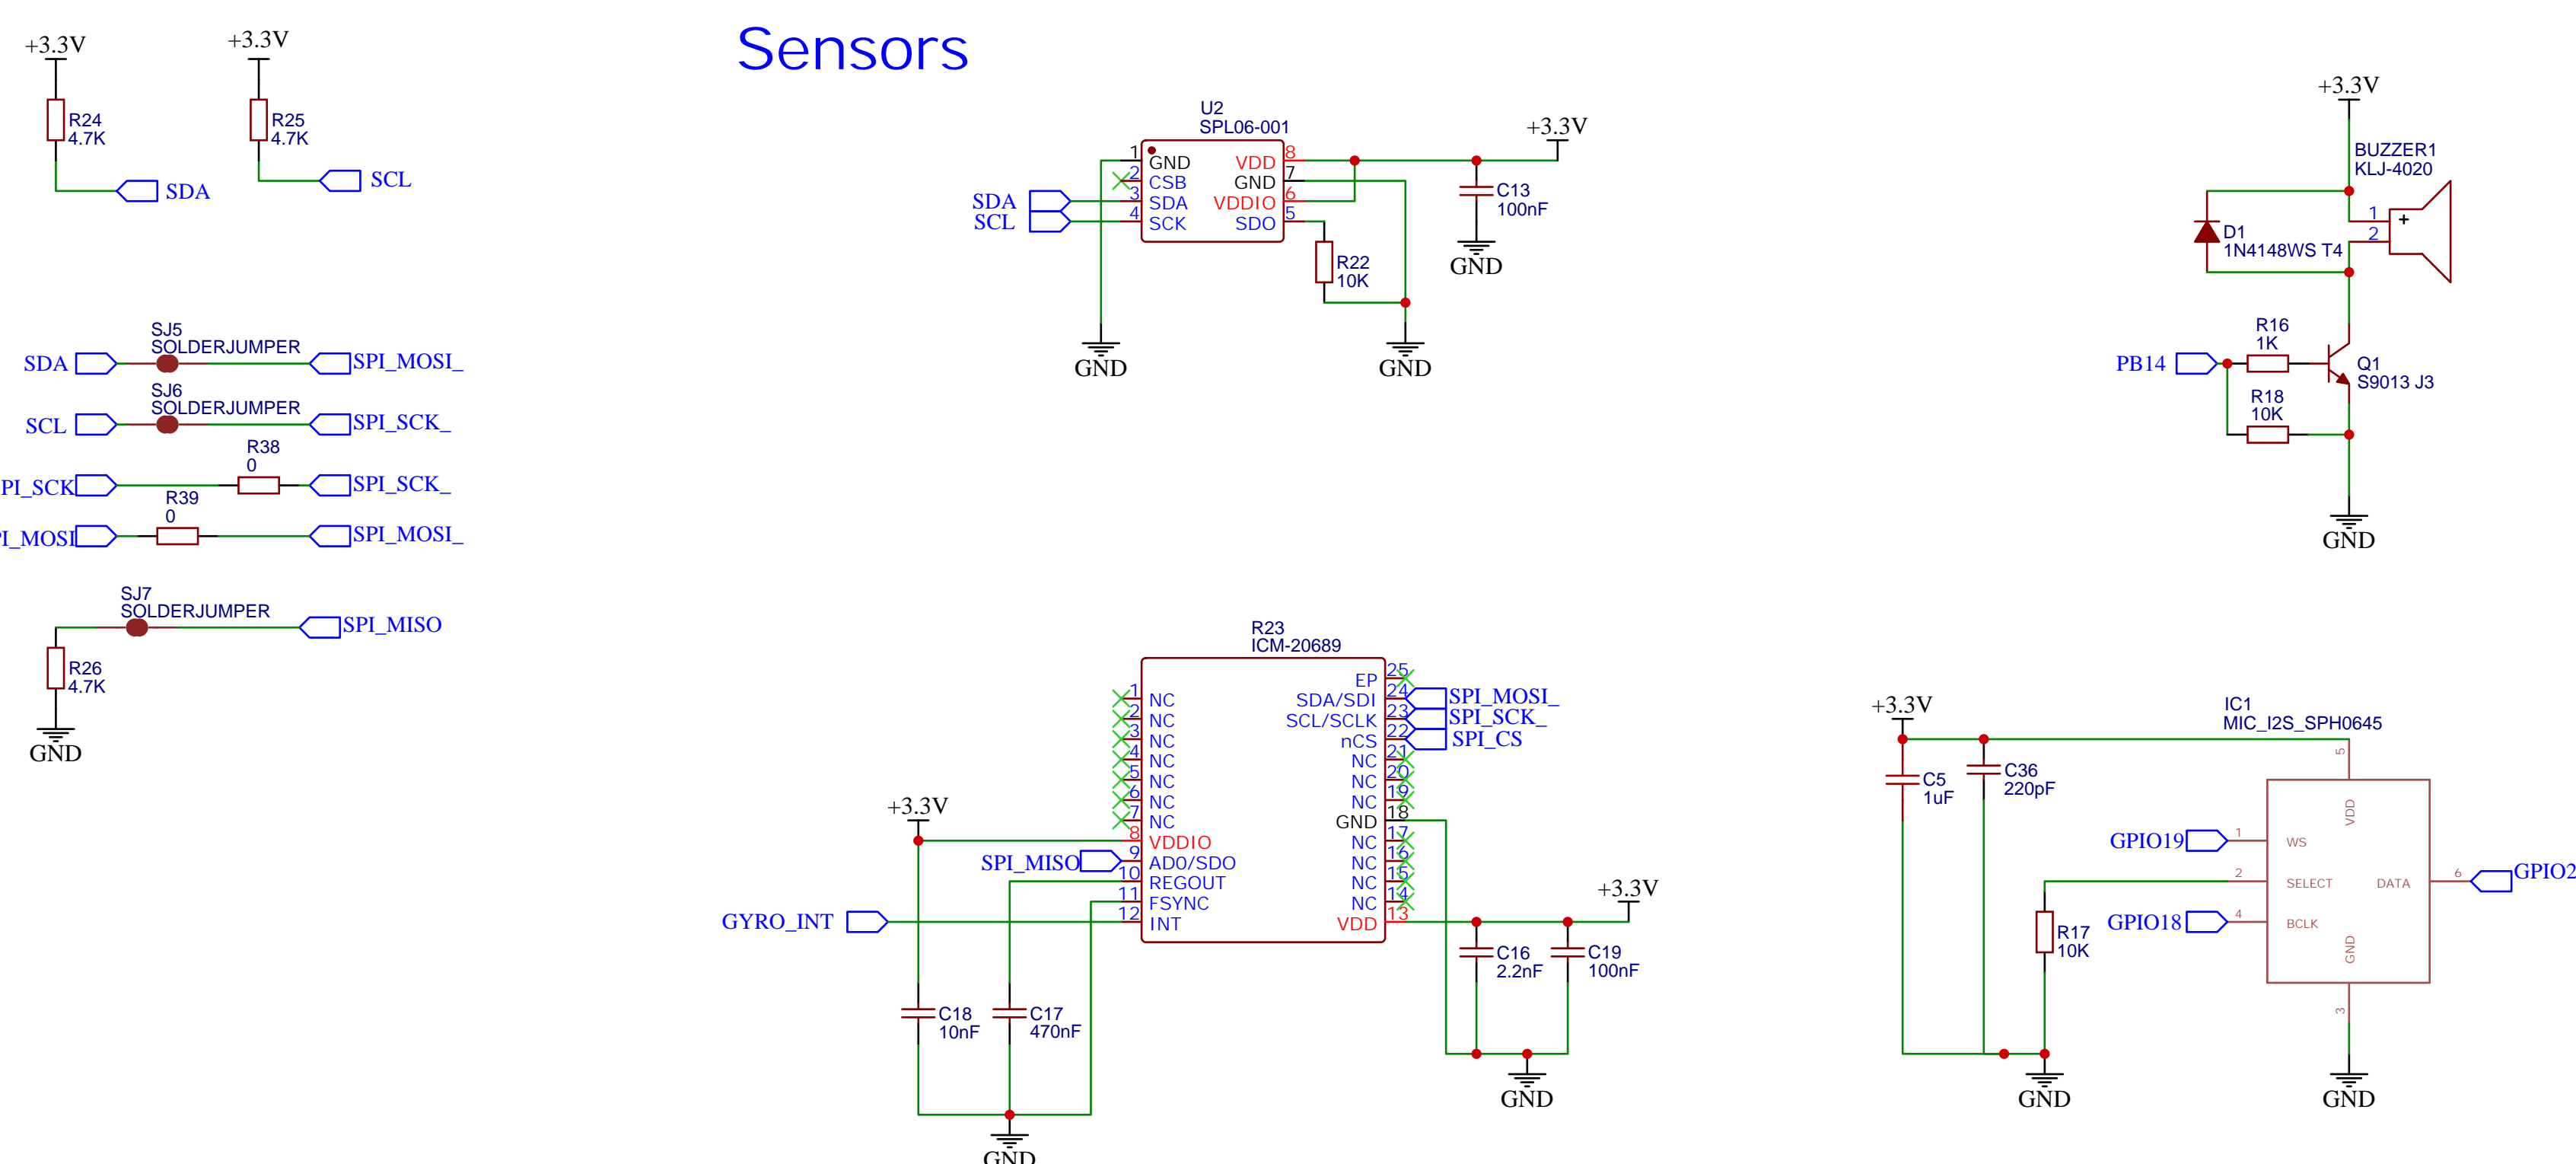 Sensors
+3.3V
R24
4.7K
SDA
+3.3V
R25
4.7K
SCL
SJ5
SOLDERJUMPER
SDA
SPI_MOSI_
SJ6
SOLDERJUMPER
SCL
SPI_SCK_
R38
0
PI_SCK
SPI_SCK_
R39
0
I_MOSI
SPI_MOSI_
SJ7
SOLDERJUMPER
SPI_MISO
R26
4.7K
GND
U2
SPL06-001
SDA
SCL
1
GND
2
CSB
3
SDA
4
SCK
8
VDD
7
GND
6
VDDIO
5
SDO
+3.3V
C13
100nF
GND
R22
10K
GND
GND
+3.3V
BUZZER1
KLJ-4020
1
+
2
D1
1N4148WS T4
R16
1K
PB14
Q1
S9013 J3
R18
10K
GND
R23
ICM-20689
1
NC
2
NC
3
NC
4
NC
5
NC
6
NC
7
NC
8
VDDIO
9
AD0/SDO
10
REGOUT
11
FSYNC
12
INT
25
EP
24
SDA/SDI
SPI_MOSI_
23
SCL/SCLK
SPI_SCK_
22
nCS
SPI_CS
21
NC
20
NC
19
NC
18
GND
17
NC
16
NC
15
NC
14
NC
13
VDD
+3.3V
SPI_MISO
GYRO_INT
C18
10nF
C17
470nF
GND
+3.3V
C16
2.2nF
C19
100nF
GND
IC1
MIC_I2S_SPH0645
+3.3V
C5
1uF
C36
220pF
5
VDD
GPIO19
1
WS
2
SELECT
DATA
6
GPIO2
GPIO18
4
BCLK
GND
3
R17
10K
GND
GND